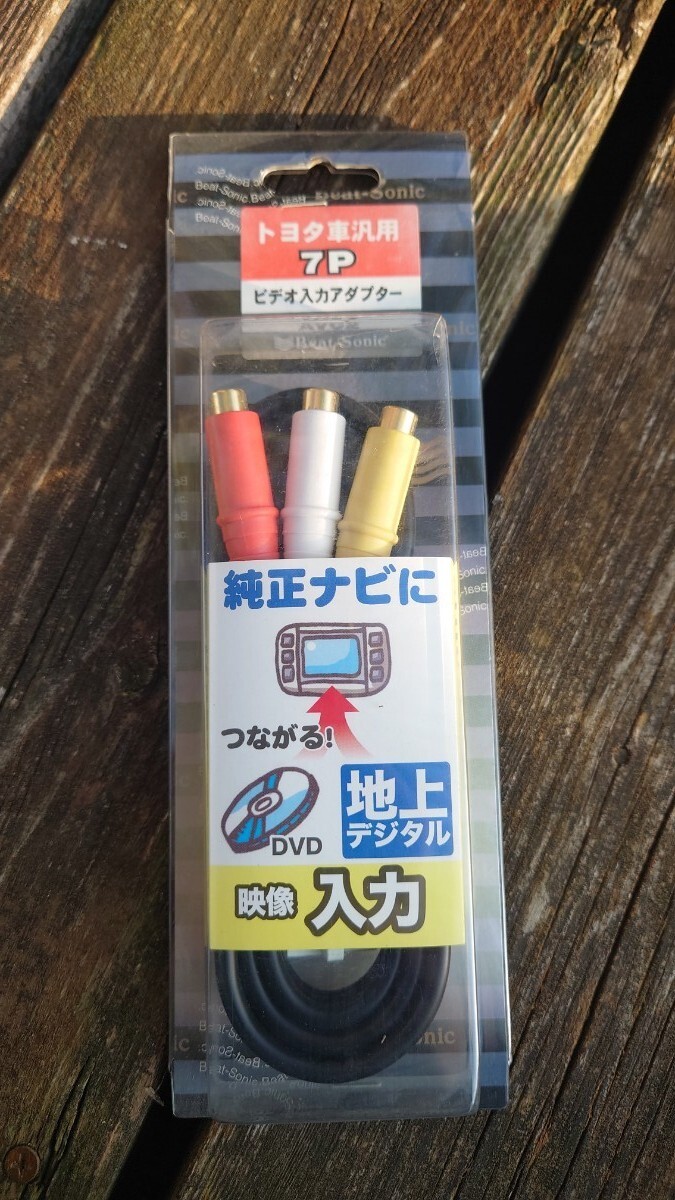 Beat-Sonic
Beat-Sonic Beat
トヨタ車汎用
7P
ビデオ入力アダプター
Beat-Sonic
純正ナビに
つながる!
DVD
地上
デジタル
映像 入力